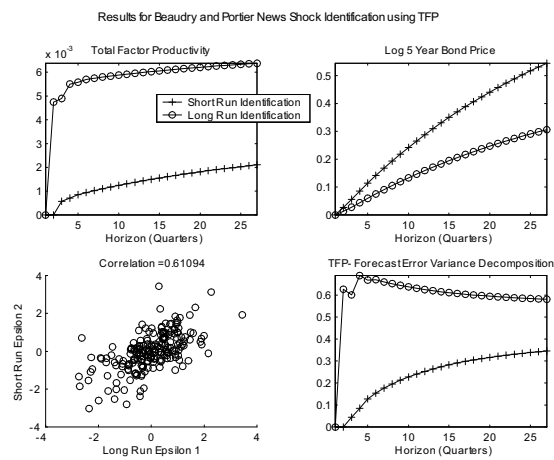 Results for Beaudry and Portier News Shock Identification using TFP
x 10⁻³
Total Factor Productivity
6
5
4
3
2
1
0
5 10 15 20 25
Horizon (Quarters)
Short Run Identification
Long Run Identification
Log 5 Year Bond Price
0.5
0.4
0.3
0.2
0.1
0
5 10 15 20 25
Horizon (Quarters)
Correlation =0.61094
Short Run Epsilon 2
4
2
0
-2
-4
-4 -2 0 2 4
Long Run Epsilon 1
TFP- Forecast Error Variance Decomposition
0.6
0.5
0.4
0.3
0.2
0.1
0
5 10 15 20 25
Horizon (Quarters)